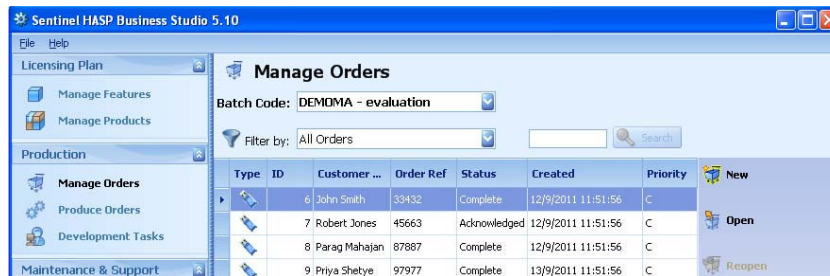 Sentinel HASP Business Studio 5.10
File Help
Licensing Plan
Manage Features
Manage Products
Production
Manage Orders
Produce Orders
Development Tasks
Maintenance & Support
Manage Orders
Batch Code: DEMOMA - evaluation
Filter by: All Orders Search
Type ID Customer ... Order Ref Status Created Priority
6 John Smith 33432 Complete 12/9/2011 11:51:56 C
7 Robert Jones 45663 Acknowledged 12/9/2011 11:51:56 C
8 Parag Mahajan 87887 Complete 12/9/2011 11:51:56 C
9 Priya Shetye 97977 Complete 13/9/2011 11:51:56 C
New
Open
Reopen